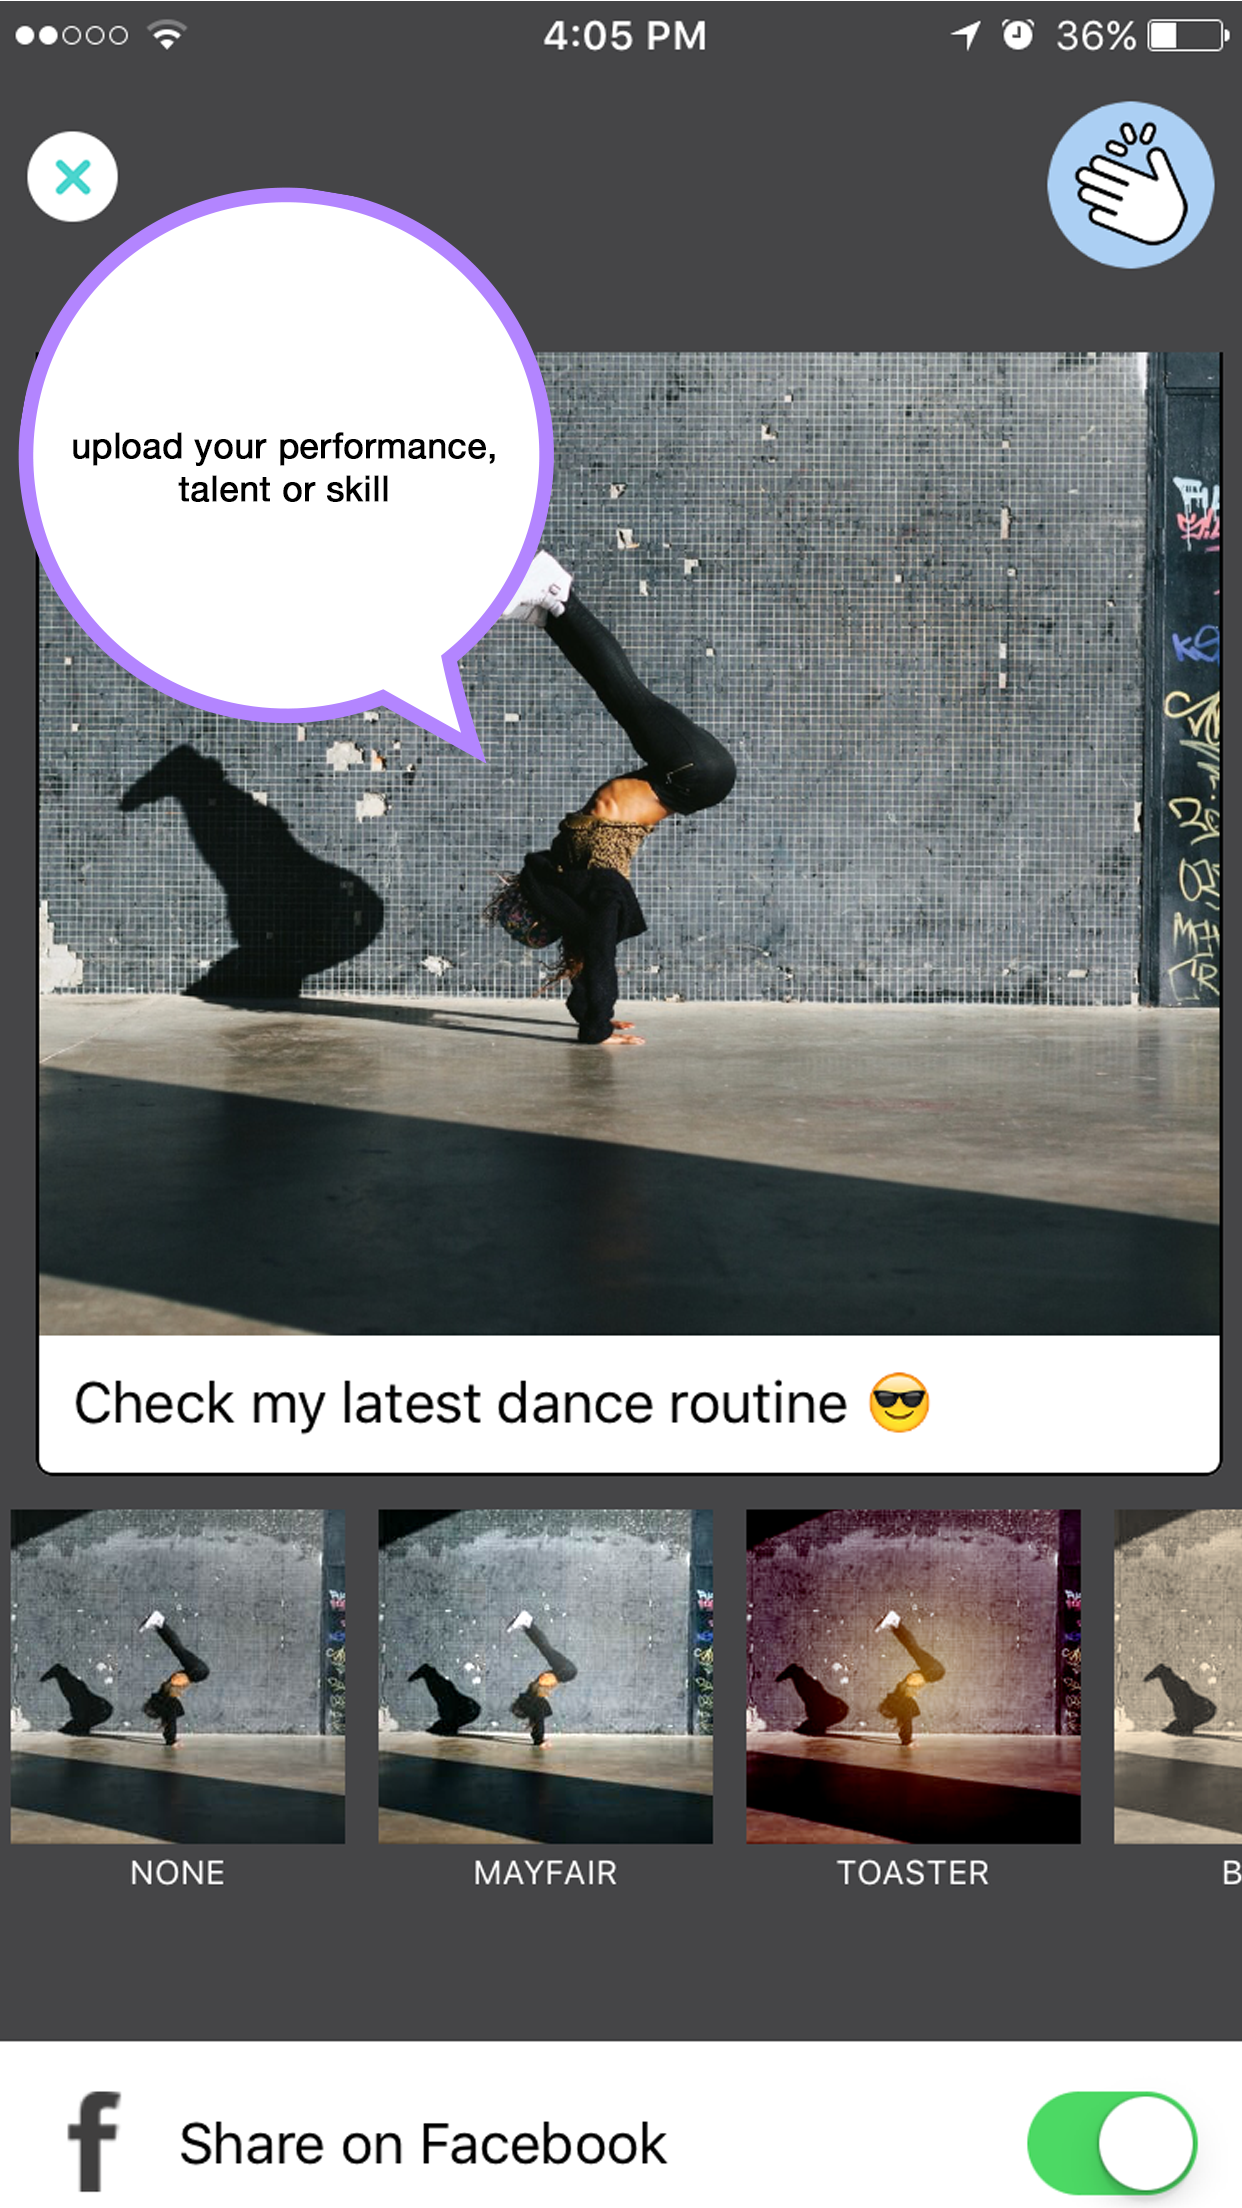 4:05 PM
36%
upload your performance,
talent or skill
Check my latest dance routine 😎
NONE
MAYFAIR
TOASTER
B
Share on Facebook